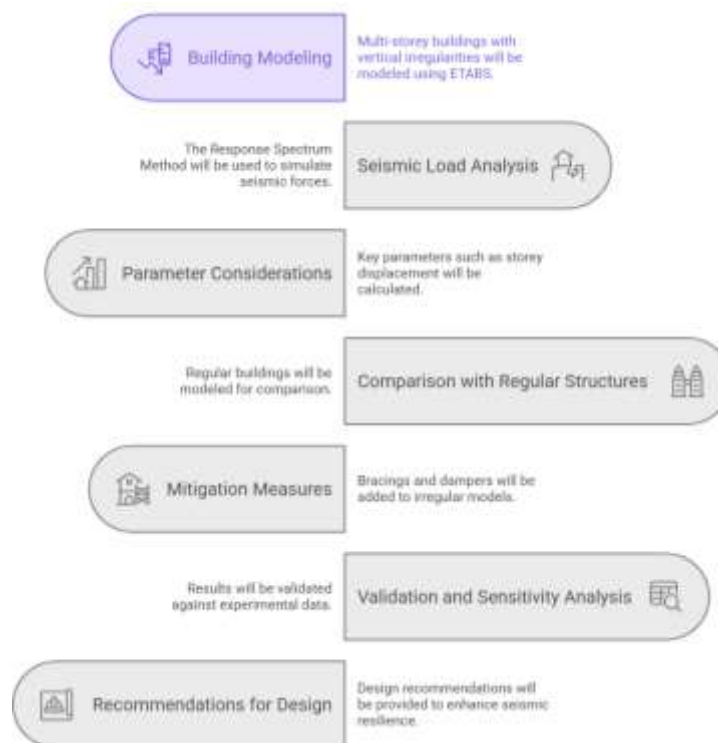 Building Modeling
Multi-storey buildings with
vertical irregularities will be
modeled using ETABS.
The Response Spectrum
Method will be used to simulate
seismic forces.
Seismic Load Analysis
Parameter Considerations
Key parameters such as storey
displacement will be
calculated.
Regular buildings will be
modeled for comparison.
Comparison with Regular Structures
Mitigation Measures
Bracings and dampers will be
added to irregular models.
Results will be validated
against experimental data.
Validation and Sensitivity Analysis
Recommendations for Design
Design recommendations will
be provided to enhance seismic
resilience.